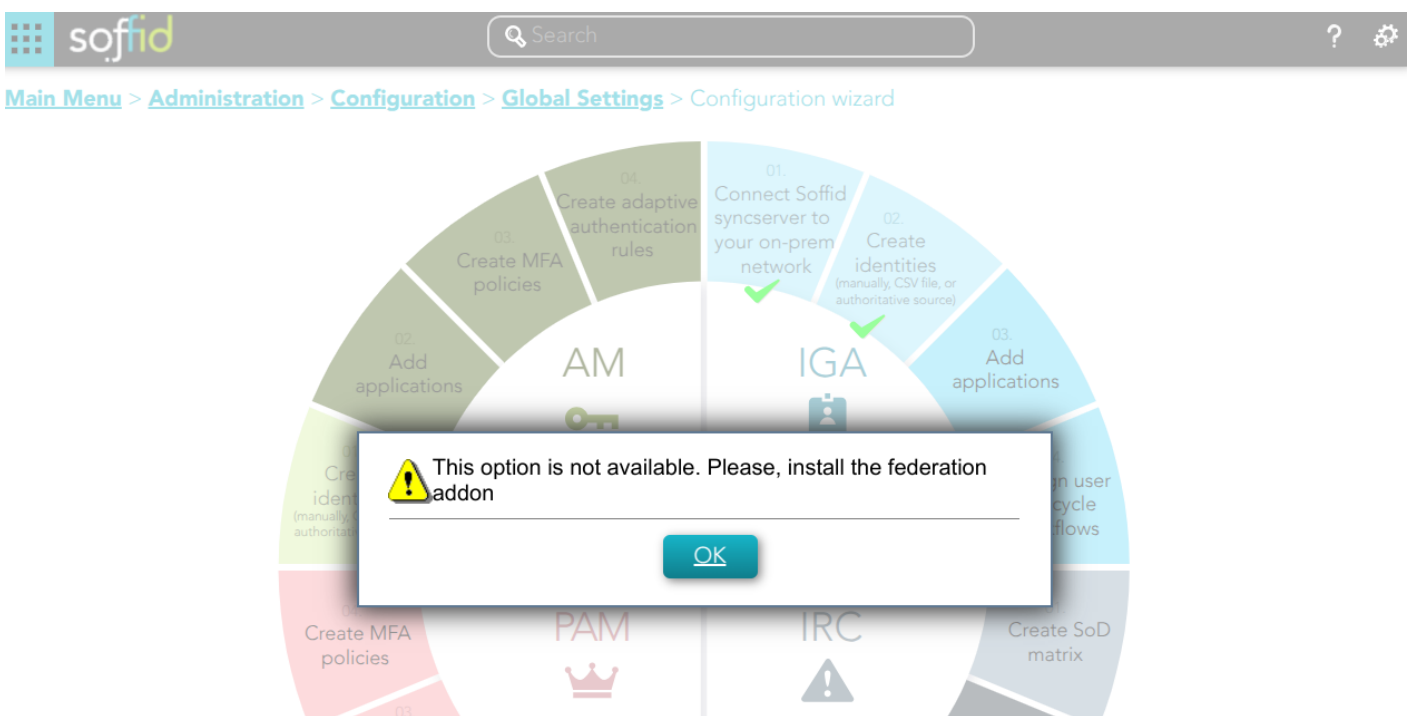 soffid
Search
?
Main Menu > Administration > Configuration > Global Settings > Configuration wizard
04.
Create adaptive
authentication
rules
01.
Connect Soffid
syncserver to
your on-prem
network
03.
Create MFA
policies
02.
Create
identities
(manually, CSV file, or
authoritative source)
02.
Add
applications
AM
IGA
03.
Add
applications
This option is not available. Please, install the federation
addon
OK
user
flows
Create MFA
policies
PAM
IRC
Create SoD
matrix
03.